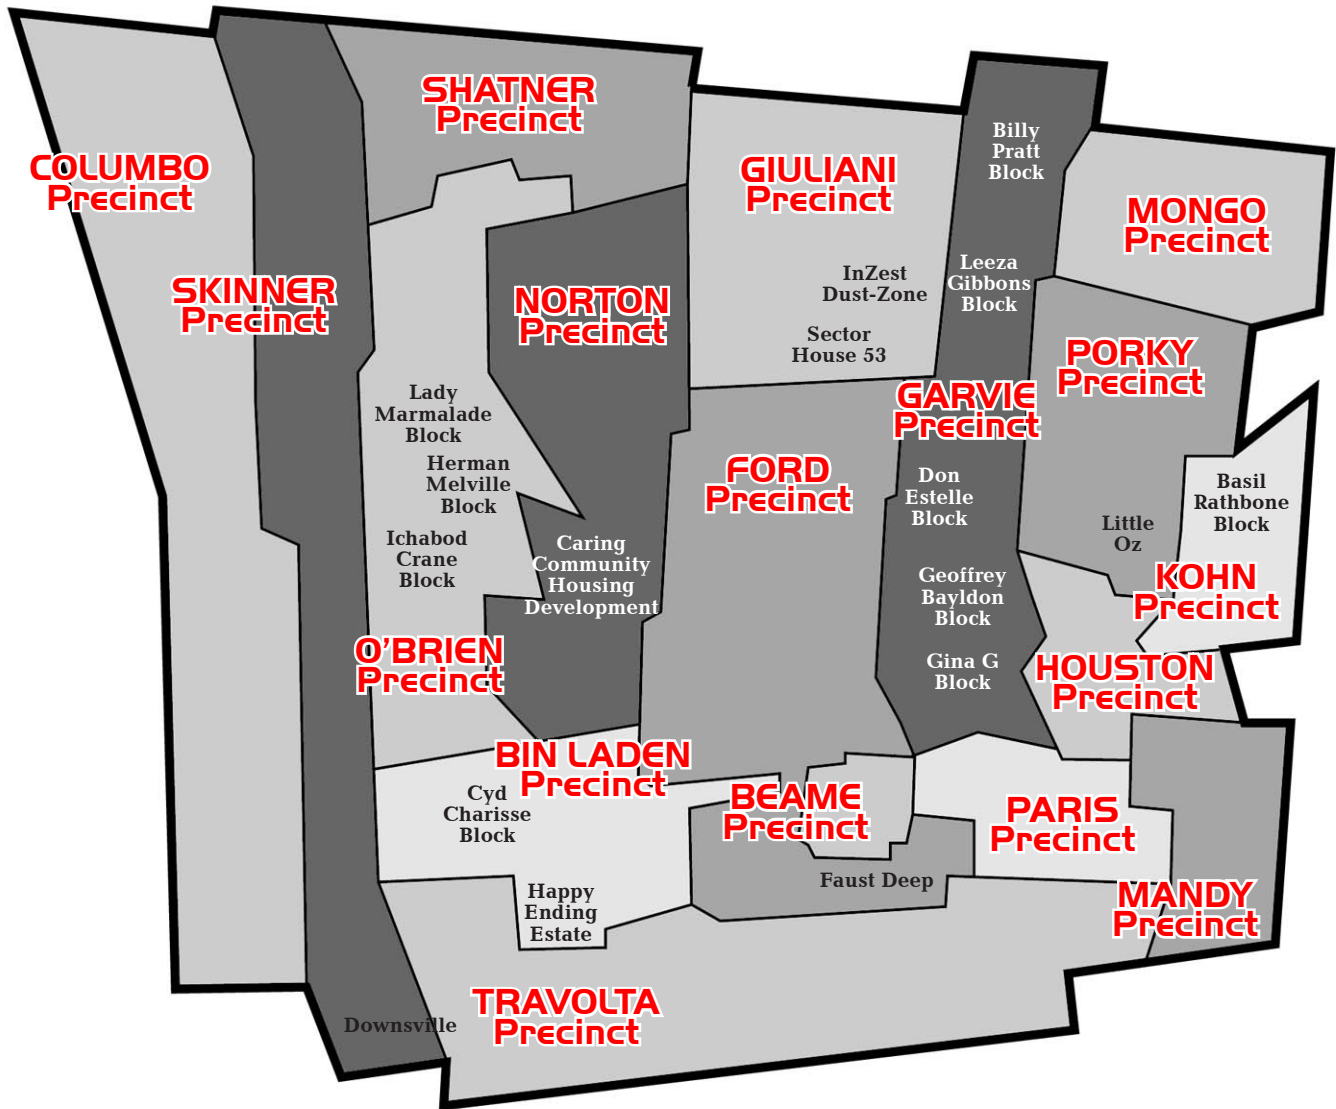 SHATNER
Precinct
COLUMBO
Precinct
GIULIANI
Precinct
Billy
Pratt
Block
MONGO
Precinct
SKINNER
Precinct
NORTON
Precinct
InZest
Dust-Zone
Leeza
Gibbons
Block
Sector
House 53
PORKY
Precinct
Lady
Marmalade
Block
GARVIE
Precinct
Herman
Melville
Block
FORD
Precinct
Don
Estelle
Block
Basil
Rathbone
Block
Ichabod
Crane
Block
Caring
Community
Housing
Development
Little
Oz
Geoffrey
Bayldon
Block
KOHN
Precinct
O'BRIEN
Precinct
Gina G
Block
HOUSTON
Precinct
BIN LADEN
Precinct
Cyd
Charisse
Block
BEAME
Precinct
PARIS
Precinct
Happy
Ending
Estate
Faust Deep
MANDY
Precinct
TRAVOLTA
Precinct
Downsville